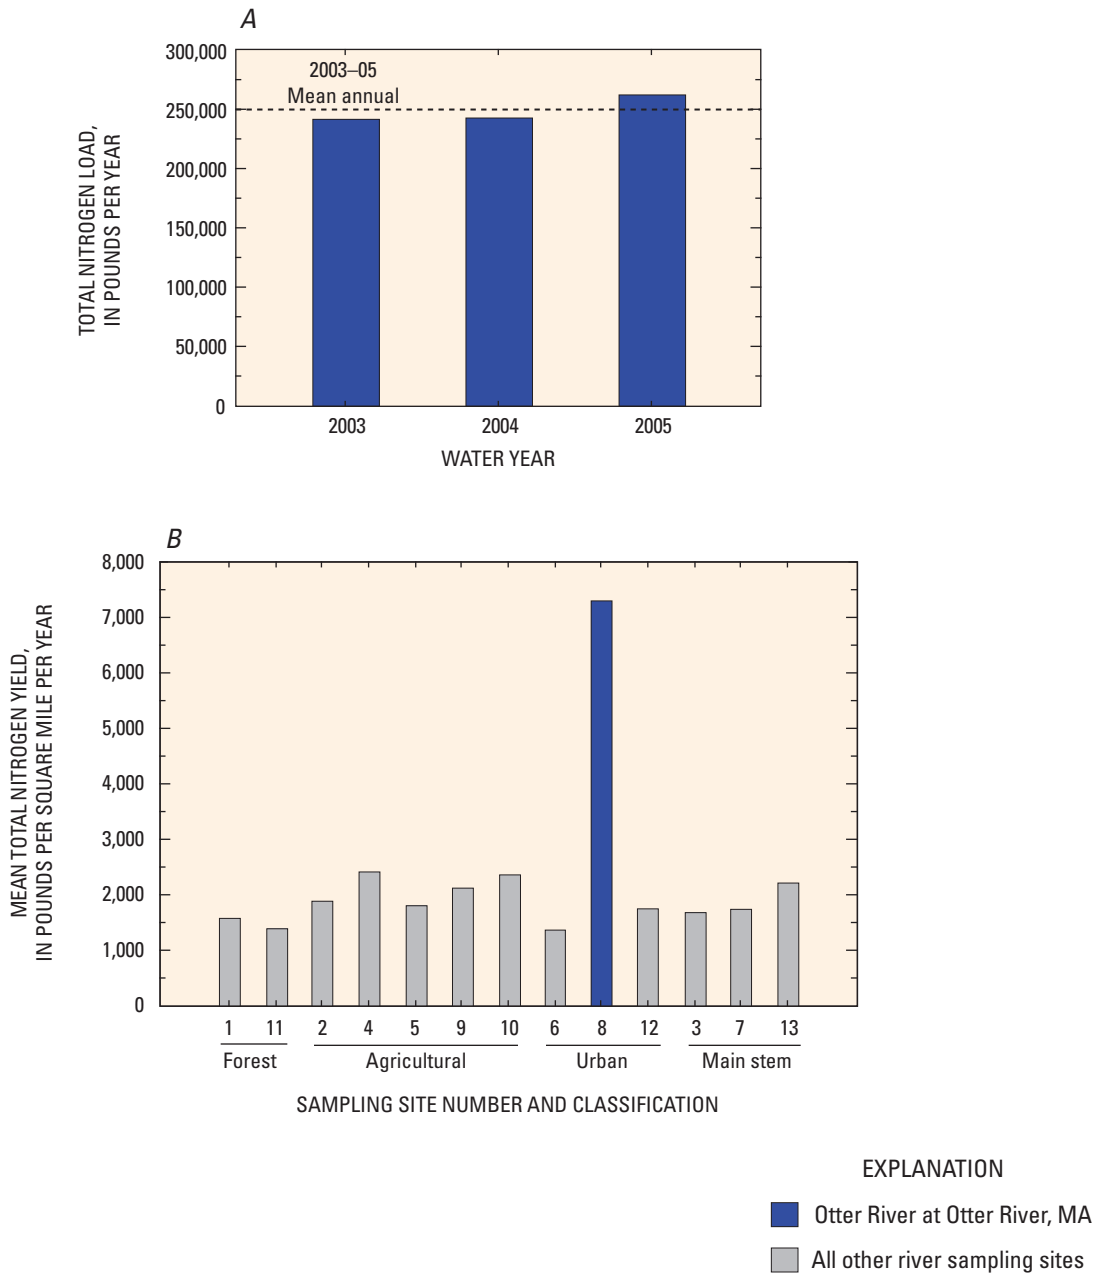 A
TOTAL NITROGEN LOAD,
IN POUNDS PER YEAR
300,000
250,000
200,000
150,000
100,000
50,000
0
2003–05
Mean annual
2003 2004 2005
WATER YEAR
B
MEAN TOTAL NITROGEN YIELD,
IN POUNDS PER SQUARE MILE PER YEAR
8,000
7,000
6,000
5,000
4,000
3,000
2,000
1,000
0
1 11 2 4 5 9 10 6 8 12 3 7 13
Forest Agricultural Urban Main stem
SAMPLING SITE NUMBER AND CLASSIFICATION
EXPLANATION
Otter River at Otter River, MA
All other river sampling sites